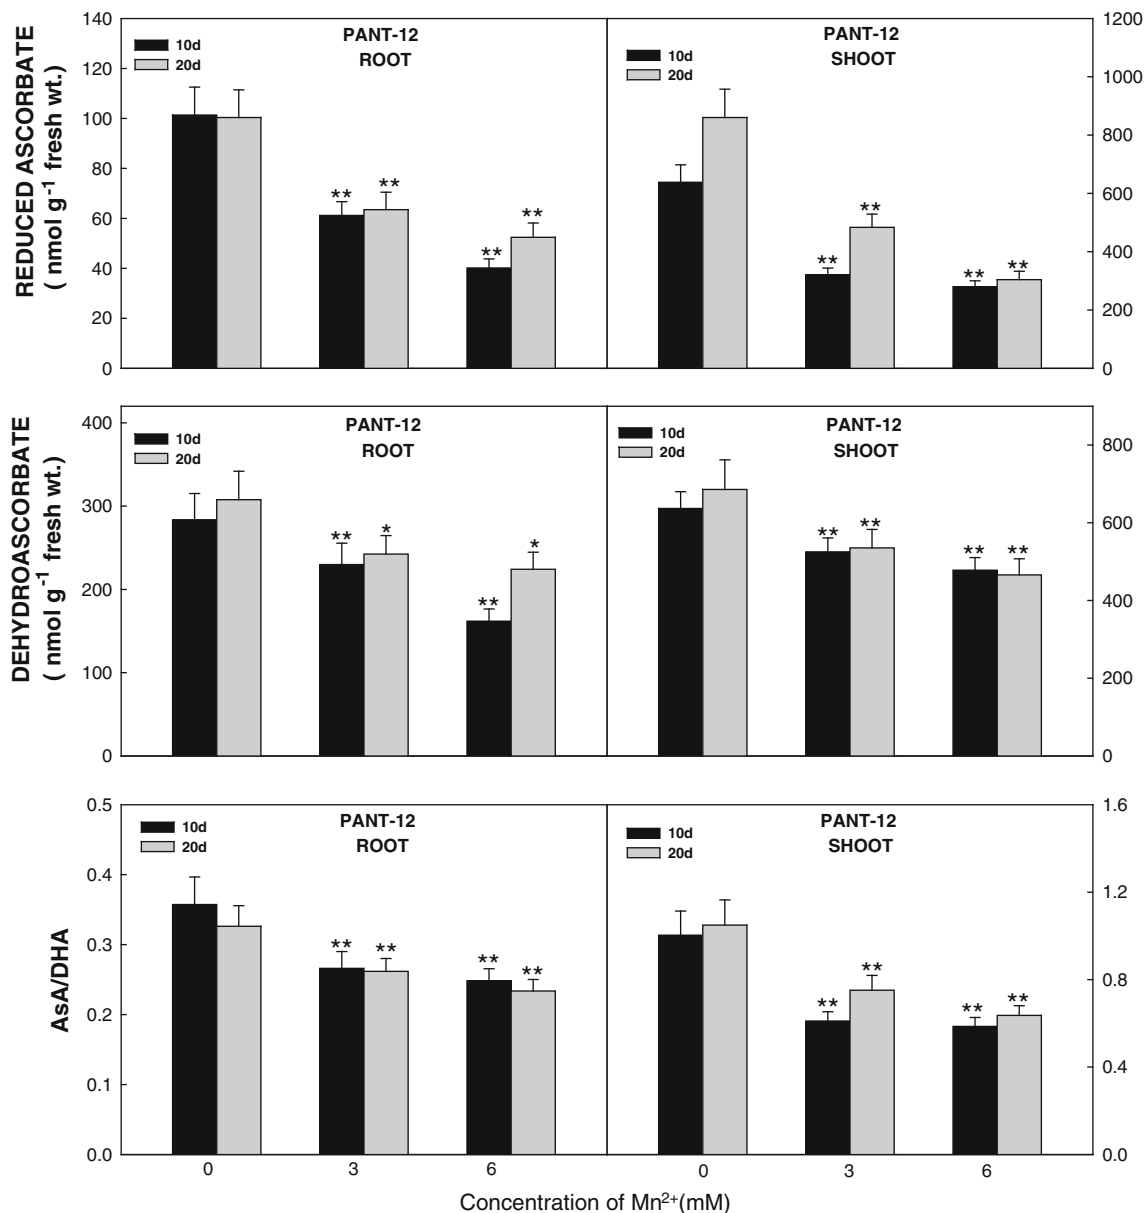 REDUCED ASCORBATE
( nmol g⁻¹ fresh wt.)
140
120
100
80
60
40
20
0
10d
20d
PANT-12
ROOT
**
**
**
**
10d
20d
PANT-12
SHOOT
**
**
**
**
1200
1000
800
600
400
200
0
DEHYDROASCORBATE
( nmol g⁻¹ fresh wt.)
400
300
200
100
0
10d
20d
PANT-12
ROOT
**
*
**
*
10d
20d
PANT-12
SHOOT
**
**
**
**
800
600
400
200
0
AsA/DHA
0.5
0.4
0.3
0.2
0.1
0.0
10d
20d
PANT-12
ROOT
**
**
**
**
10d
20d
PANT-12
SHOOT
**
**
**
**
1.6
1.2
0.8
0.4
0.0
0 3 6 0 3 6
Concentration of Mn²⁺(mM)